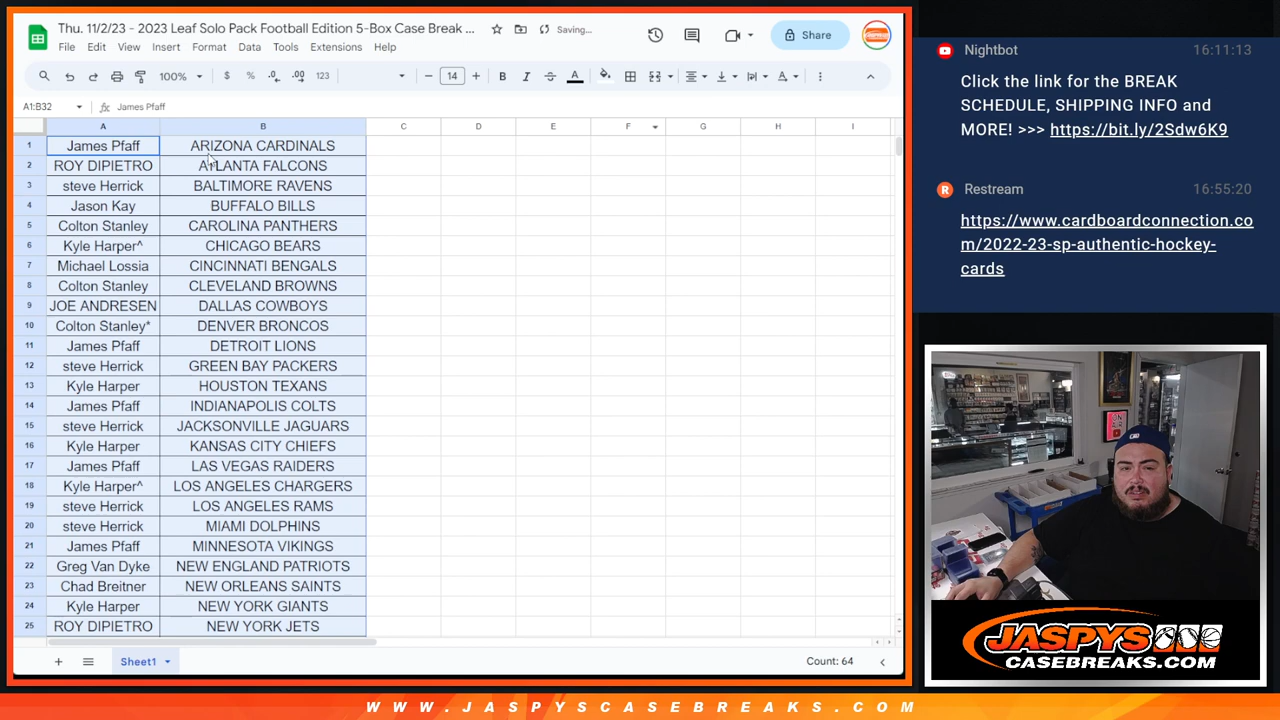 Thu. 11/2/23 - 2023 Leaf Solo Pack Football Edition 5-Box Case Break ...
Saving...
Share
File Edit View Insert Format Data Tools Extensions Help
100% $ % .0 .00 123 14 B I A
A1:B32 fx James Pfaff
A B C D E F G H I
1 James Pfaff ARIZONA CARDINALS
2 ROY DIPIETRO ATLANTA FALCONS
3 steve Herrick BALTIMORE RAVENS
4 Jason Kay BUFFALO BILLS
5 Colton Stanley CAROLINA PANTHERS
6 Kyle Harper^ CHICAGO BEARS
7 Michael Lossia CINCINNATI BENGALS
8 Colton Stanley CLEVELAND BROWNS
9 JOE ANDRESEN DALLAS COWBOYS
10 Colton Stanley* DENVER BRONCOS
11 James Pfaff DETROIT LIONS
12 steve Herrick GREEN BAY PACKERS
13 Kyle Harper HOUSTON TEXANS
14 James Pfaff INDIANAPOLIS COLTS
15 steve Herrick JACKSONVILLE JAGUARS
16 Kyle Harper KANSAS CITY CHIEFS
17 James Pfaff LAS VEGAS RAIDERS
18 Kyle Harper^ LOS ANGELES CHARGERS
19 steve Herrick LOS ANGELES RAMS
20 steve Herrick MIAMI DOLPHINS
21 James Pfaff MINNESOTA VIKINGS
22 Greg Van Dyke NEW ENGLAND PATRIOTS
23 Chad Breitner NEW ORLEANS SAINTS
24 Kyle Harper NEW YORK GIANTS
25 ROY DIPIETRO NEW YORK JETS
Sheet1
Count: 64
Nightbot 16:11:13
Click the link for the BREAK
SCHEDULE, SHIPPING INFO and
MORE! >>> https://bit.ly/2Sdw6K9
Restream 16:55:20
https://www.cardboardconnection.co
m/2022-23-sp-authentic-hockey-
cards
JASPYS
CASEBREAKS.COM
WWW.JASPYSCASEBREAKS.COM